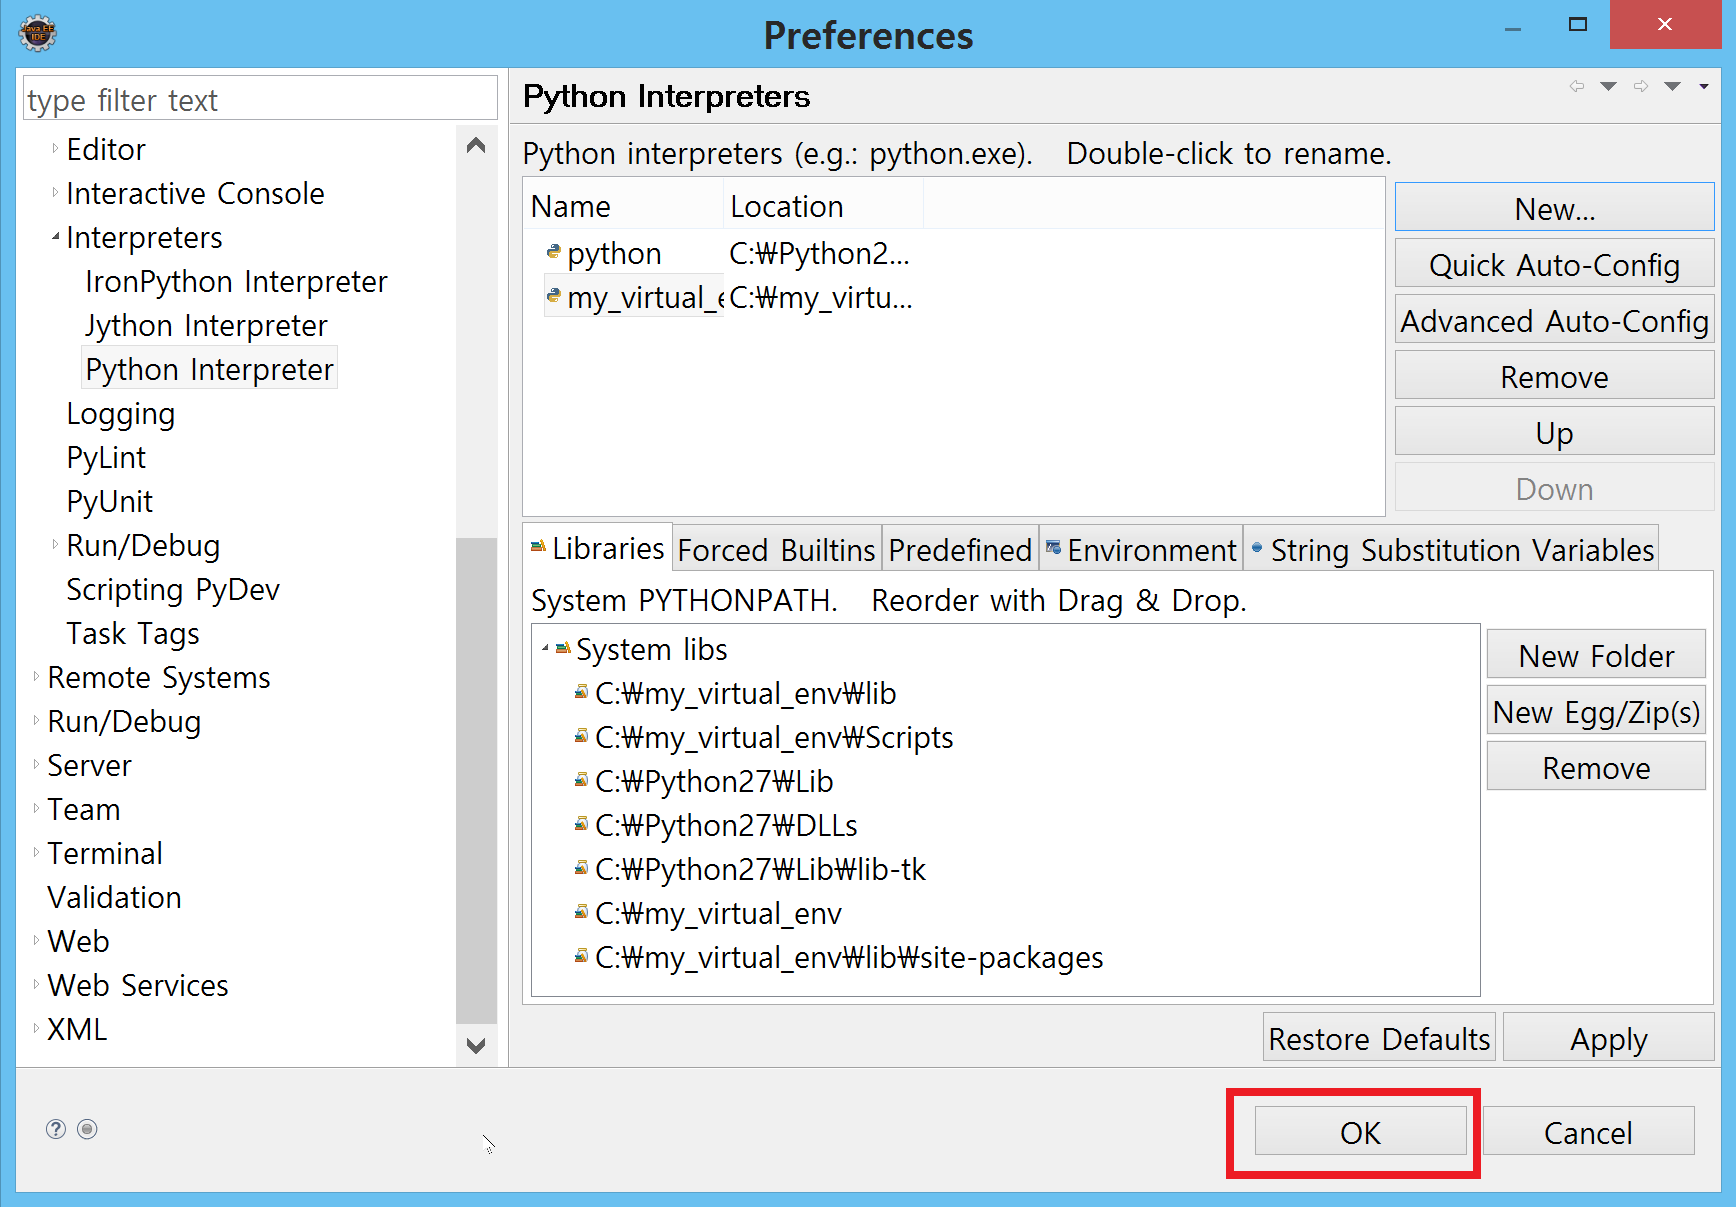 Java EE
IDE
Preferences
type filter text
Editor
Interactive Console
Interpreters
IronPython Interpreter
Jython Interpreter
Python Interpreter
Logging
PyLint
PyUnit
Run/Debug
Scripting PyDev
Task Tags
Remote Systems
Run/Debug
Server
Team
Terminal
Validation
Web
Web Services
XML
Python Interpreters
Python interpreters (e.g.: python.exe). Double-click to rename.
Name Location
python C:₩Python2...
my_virtual_e C:₩my_virtu...
New...
Quick Auto-Config
Advanced Auto-Config
Remove
Up
Down
Libraries Forced Builtins Predefined Environment String Substitution Variables
System PYTHONPATH. Reorder with Drag & Drop.
System libs
C:₩my_virtual_env₩lib
C:₩my_virtual_env₩Scripts
C:₩Python27₩Lib
C:₩Python27₩DLLs
C:₩Python27₩Lib₩lib-tk
C:₩my_virtual_env
C:₩my_virtual_env₩lib₩site-packages
New Folder
New Egg/Zip(s)
Remove
Restore Defaults Apply
? OK Cancel